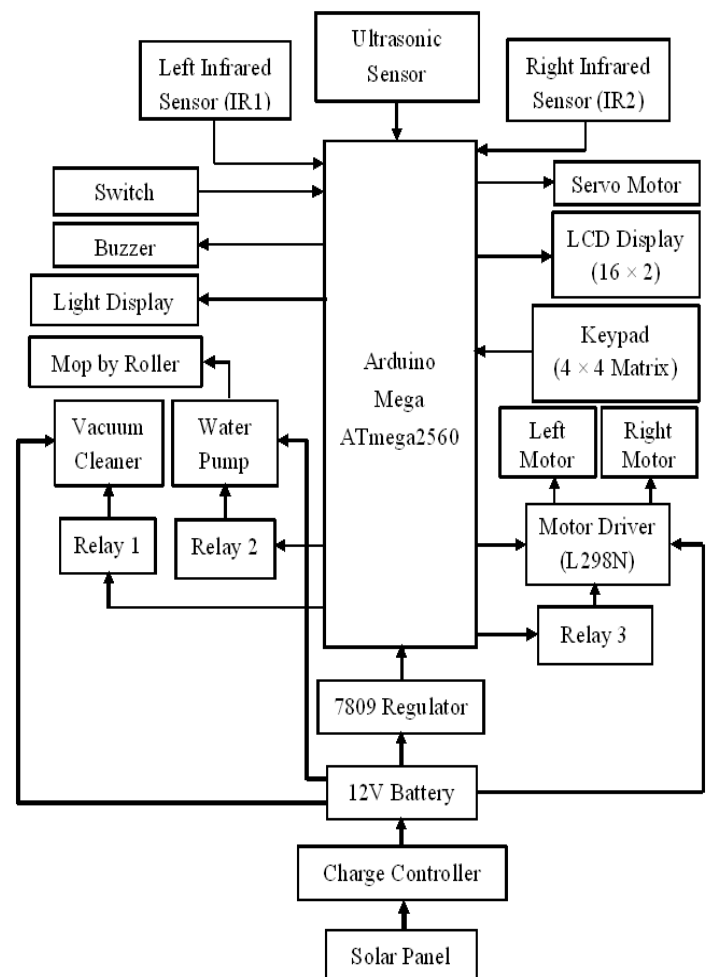 Ultrasonic
Sensor
Left Infrared
Sensor (IR1)
Right Infrared
Sensor (IR2)
Switch
Servo Motor
Buzzer
LCD Display
(16 × 2)
Light Display
Mop by Roller
Keypad
(4 × 4 Matrix)
Arduino
Mega
ATmega2560
Vacuum
Cleaner
Water
Pump
Left
Motor
Right
Motor
Relay 1
Relay 2
Motor Driver
(L298N)
Relay 3
7809 Regulator
12V Battery
Charge Controller
Solar Panel